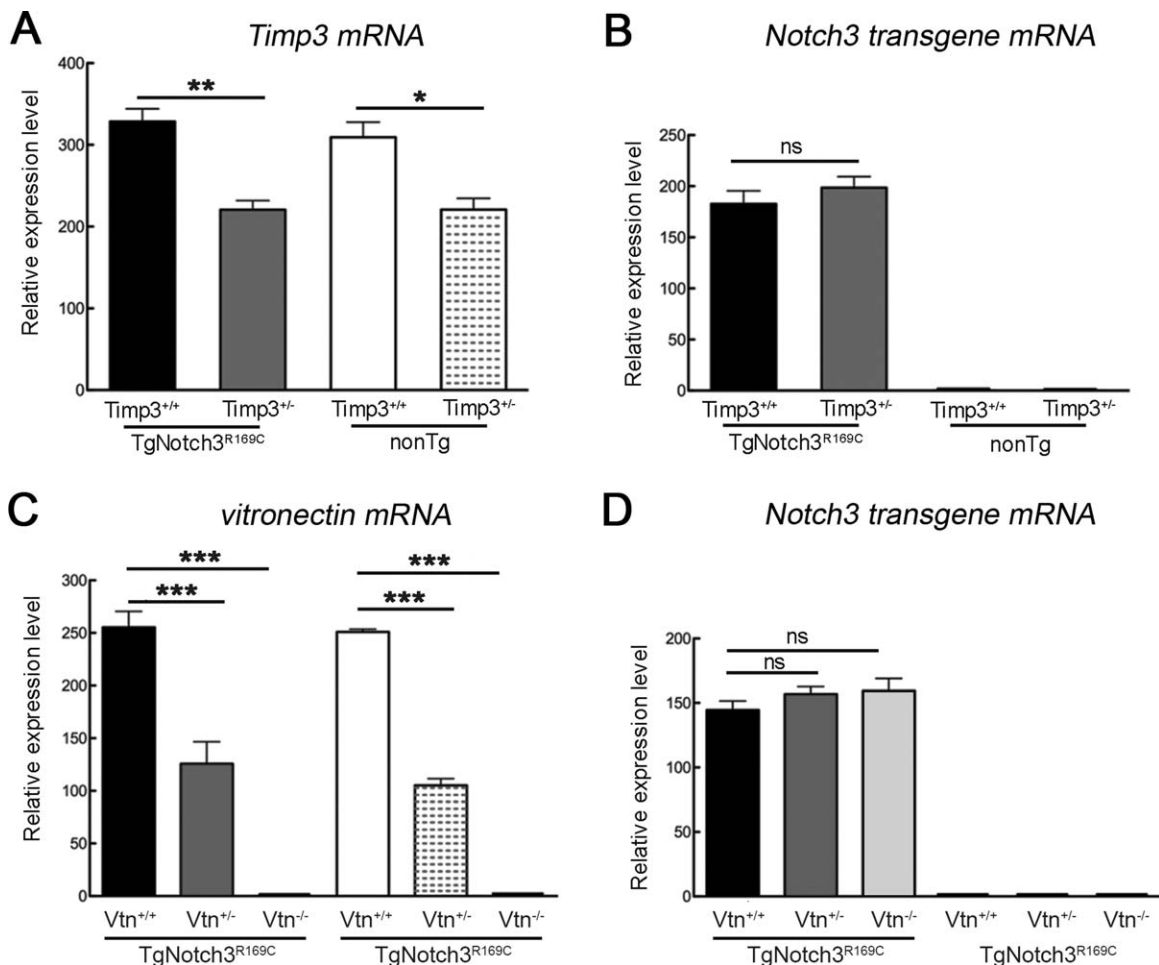 A
Timp3 mRNA
Relative expression level
400
300
200
100
0
**
*
Timp3+/+ Timp3+/- Timp3+/+ Timp3+/-
TgNotch3R169C nonTg
B
Notch3 transgene mRNA
Relative expression level
250
200
150
100
50
0
ns
Timp3+/+ Timp3+/- Timp3+/+ Timp3+/-
TgNotch3R169C nonTg
C
vitronectin mRNA
Relative expression level
300
250
200
150
100
50
0
***
***
***
***
Vtn+/+ Vtn+/- Vtn-/- Vtn+/+ Vtn+/- Vtn-/-
TgNotch3R169C TgNotch3R169C
D
Notch3 transgene mRNA
Relative expression level
200
150
100
50
0
ns
ns
Vtn+/+ Vtn+/- Vtn-/- Vtn+/+ Vtn+/- Vtn-/-
TgNotch3R169C TgNotch3R169C